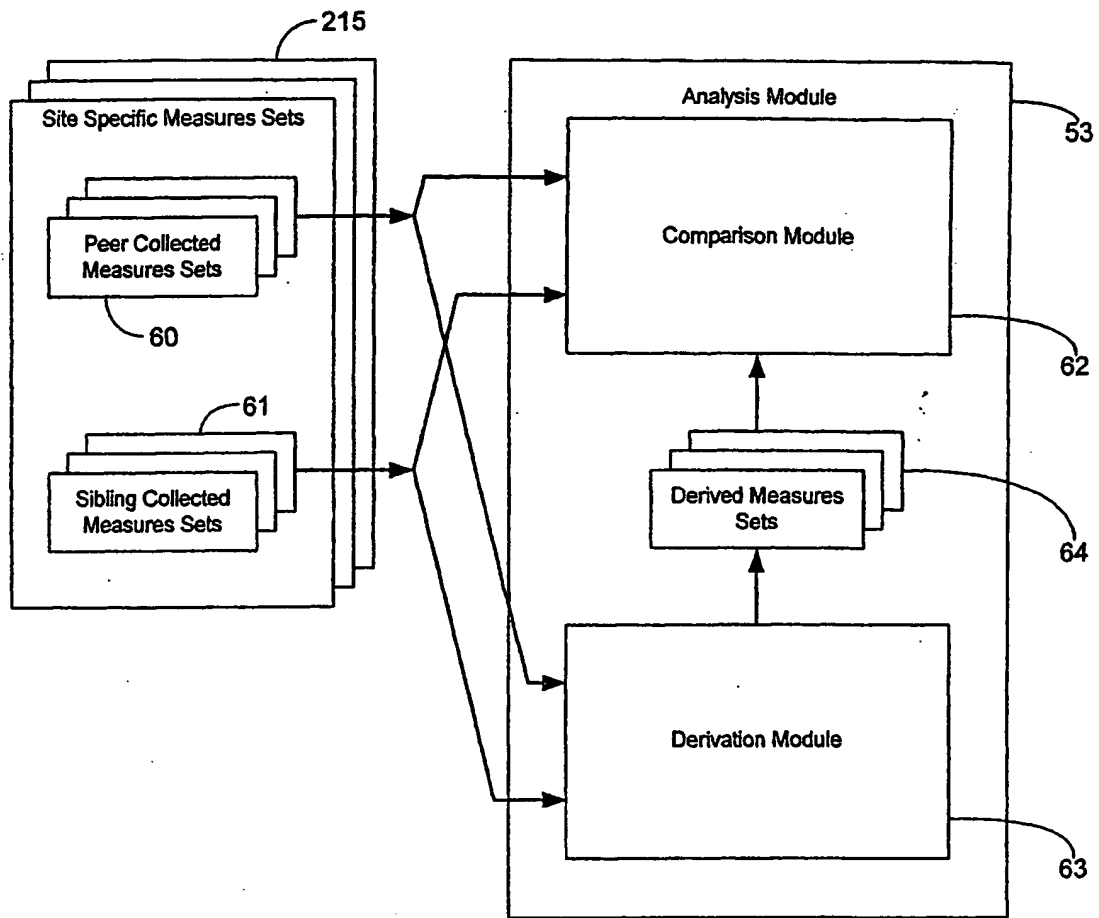 215
Site Specific Measures Sets
Peer Collected
Measures Sets
60
61
Sibling Collected
Measures Sets
Analysis Module
53
Comparison Module
62
Derived Measures
Sets
64
Derivation Module
63